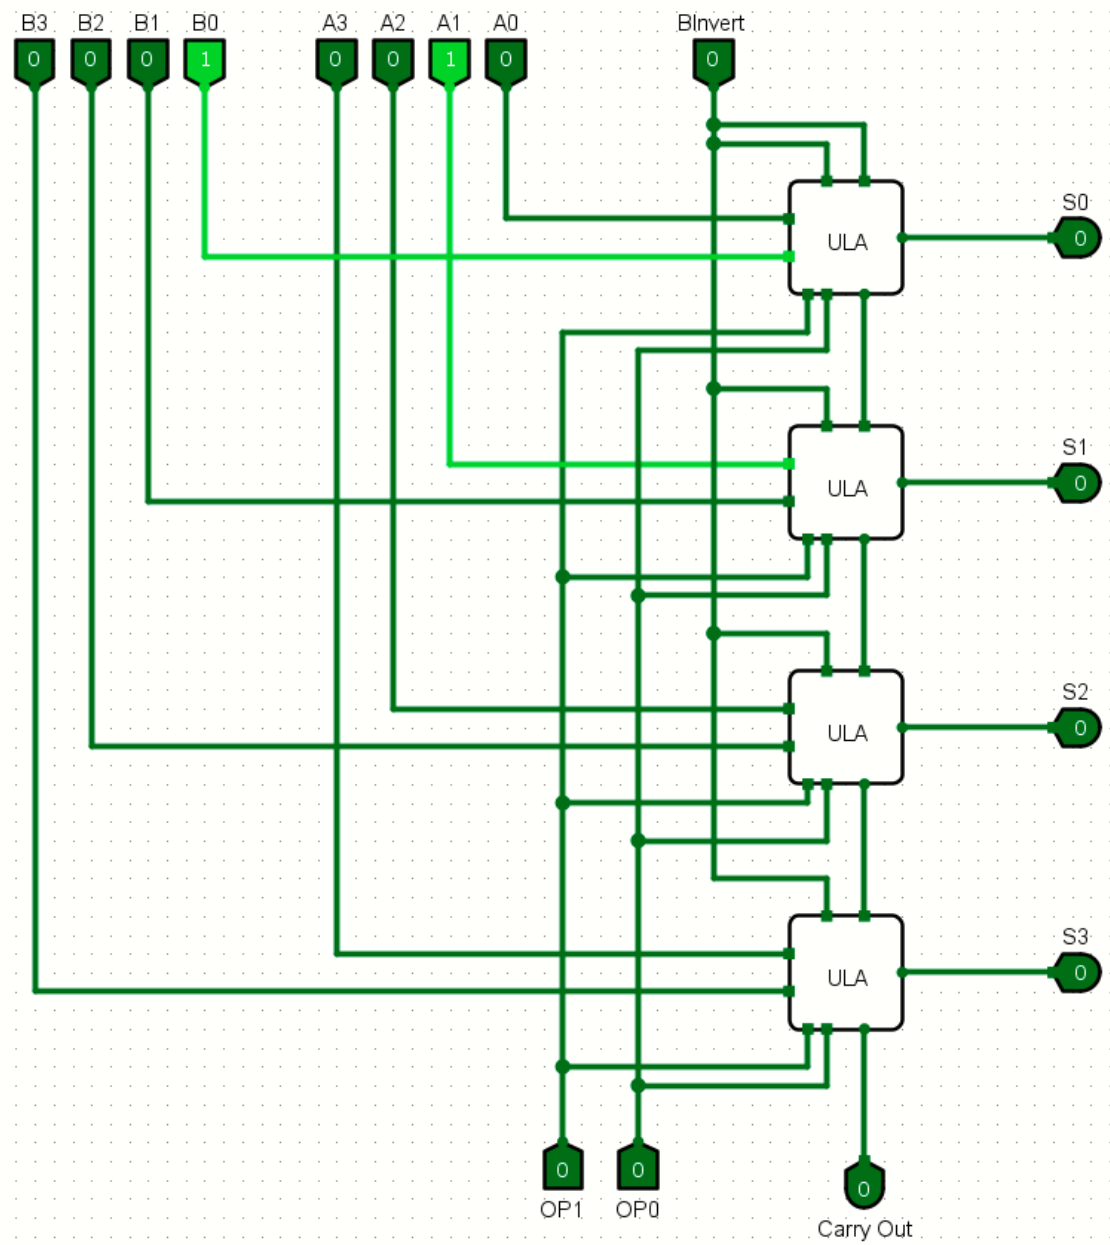 B3 B2 B1 B0 A3 A2 A1 A0 BInvert
0 0 0 1 0 0 1 0 0
S0
ULA 0
S1
ULA 0
S2
ULA 0
S3
ULA 0
0 0 0
OP1 OP0
Carry Out